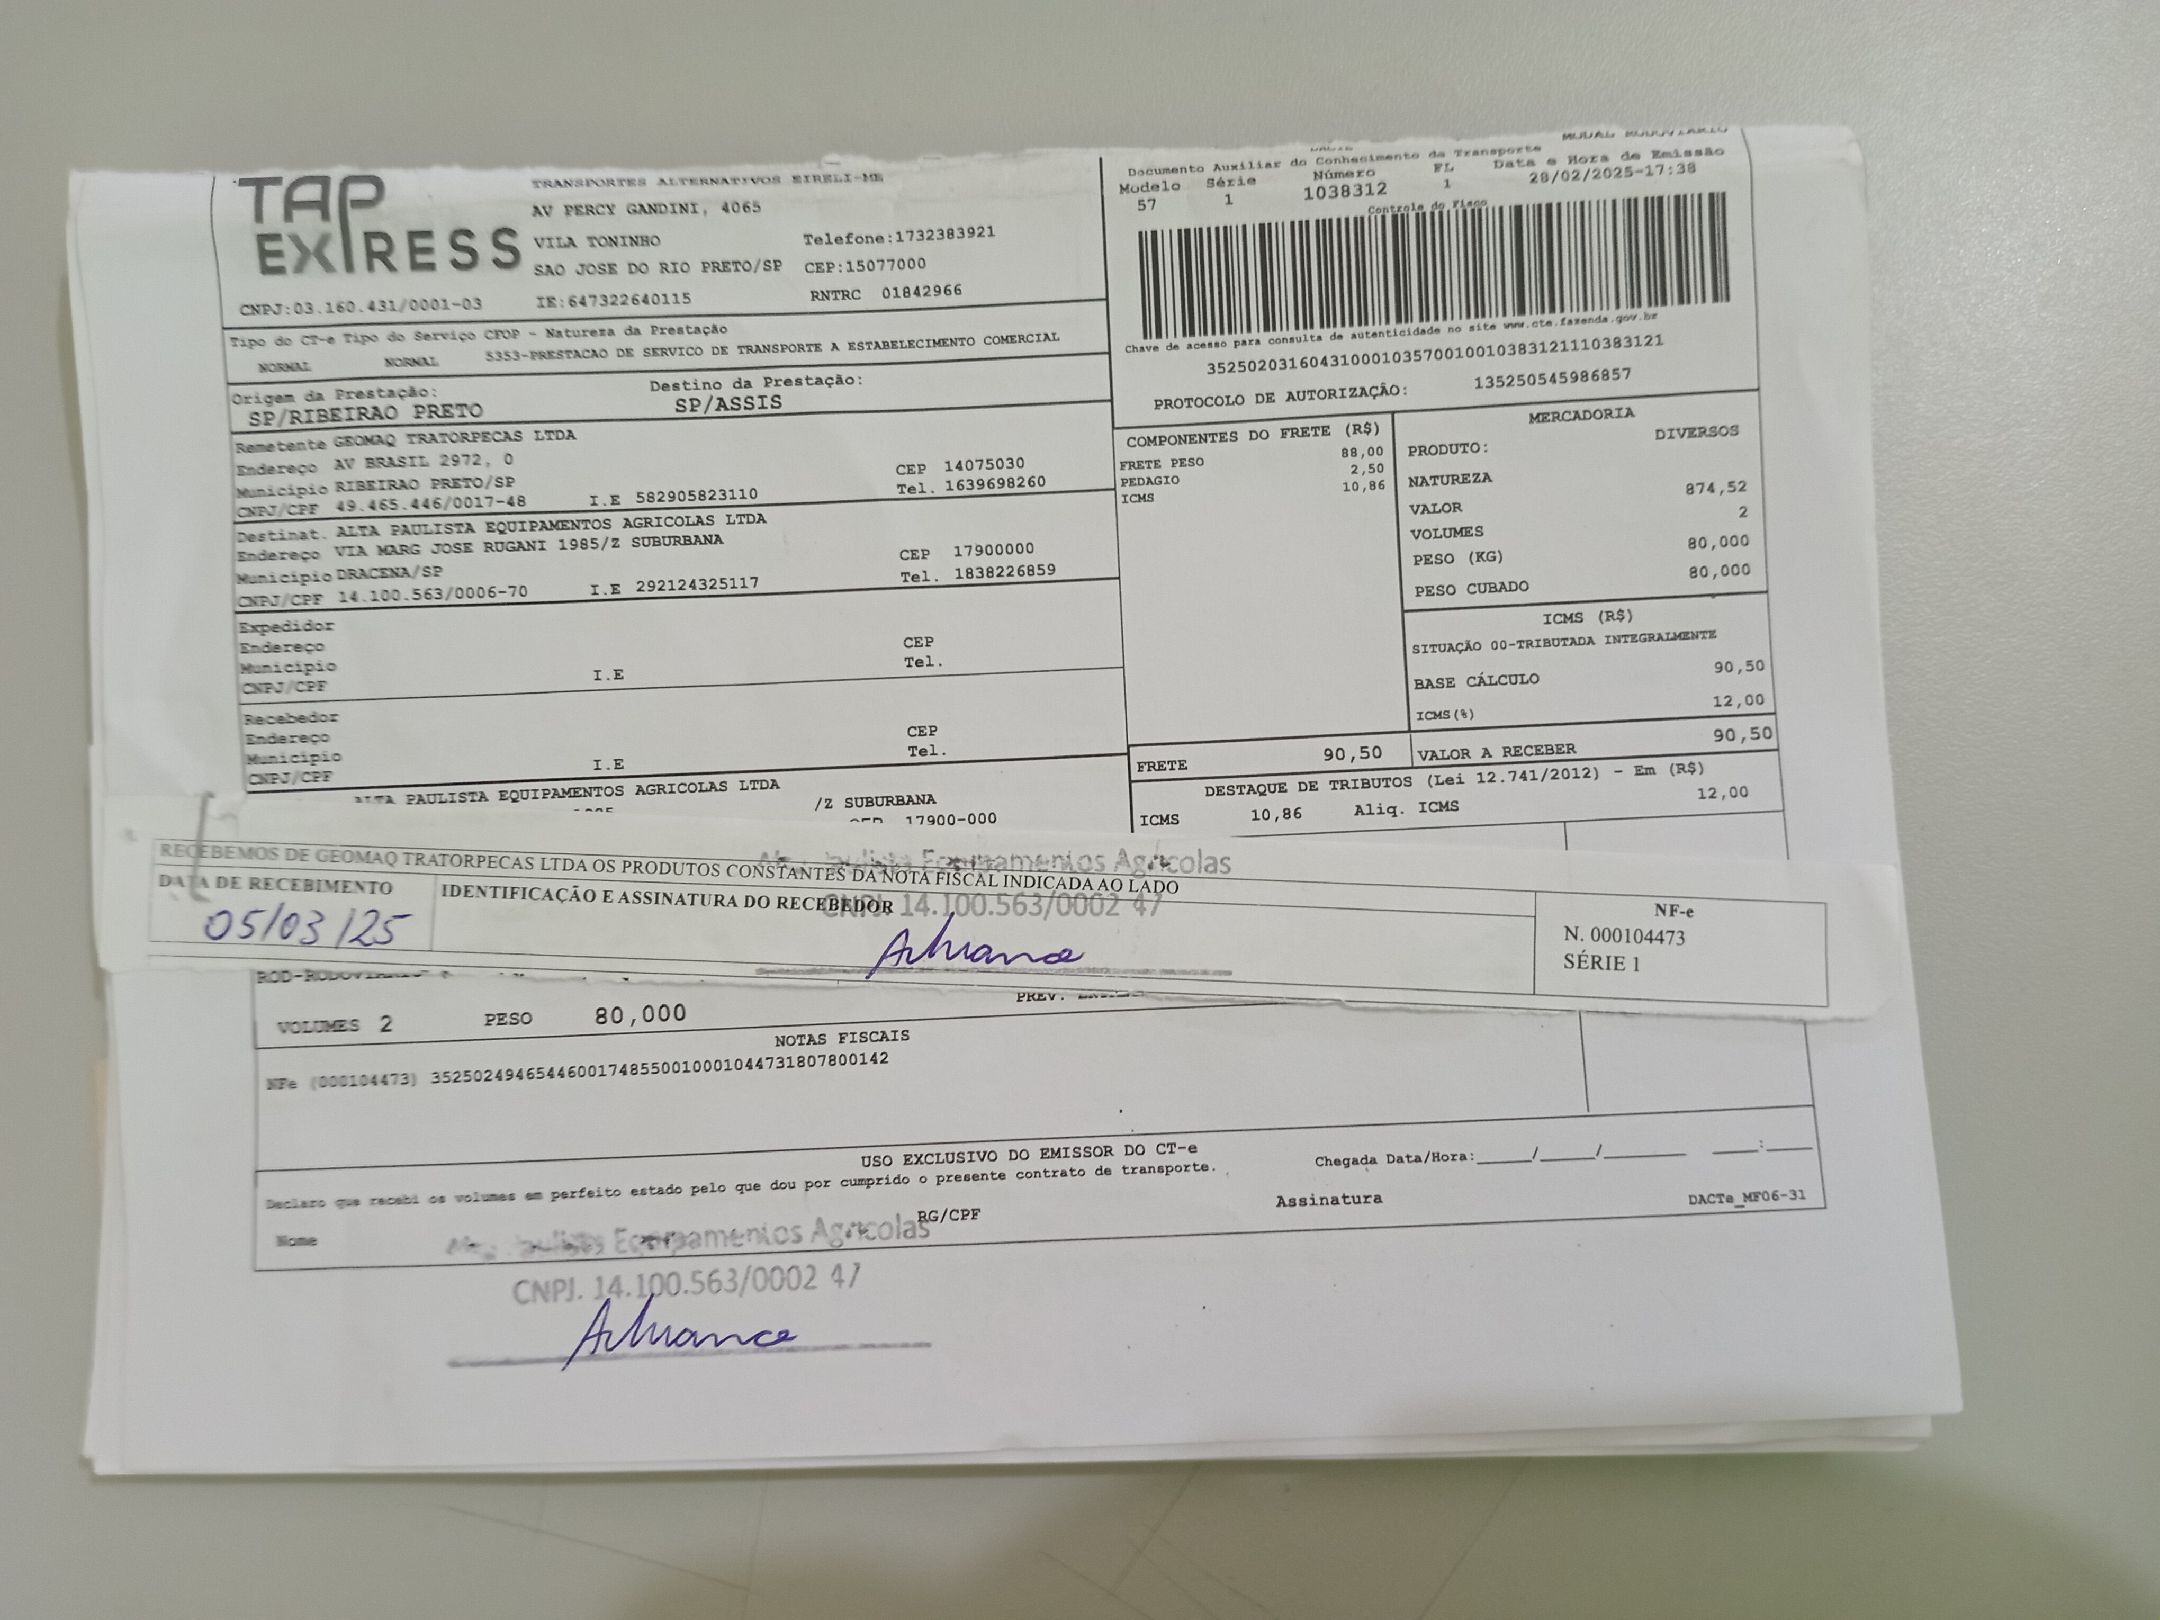 TAP EXPRESS
TRANSPORTES ALTERNATIVOS EIRELI-ME
AV PERCY GANDINI, 4065
VILA TONINHO Telefone:1732383921
SAO JOSE DO RIO PRETO/SP CEP:15077000
CNPJ:03.160.431/0001-03 IE:647322640115 RNTRC 01842966
Tipo do CT-e Tipo do Serviço CFOP - Natureza da Prestação
NORMAL NORMAL 5353-PRESTACAO DE SERVICO DE TRANSPORTE A ESTABELECIMENTO COMERCIAL
Origem da Prestação: Destino da Prestação:
SP/RIBEIRAO PRETO SP/ASSIS
Remetente GEOMAQ TRATORPECAS LTDA
Endereço AV BRASIL 2972, 0 CEP 14075030
Município RIBEIRAO PRETO/SP Tel. 1639698260
CNPJ/CPF 49.465.446/0017-48 I.E 582905823110
Destinat. ALTA PAULISTA EQUIPAMENTOS AGRICOLAS LTDA
Endereço VIA MARG JOSE RUGANI 1985/Z SUBURBANA CEP 17900000
Município DRACENA/SP Tel. 1838226859
CNPJ/CPF 14.100.563/0006-70 I.E 292124325117
Expedidor
Endereço CEP
Município Tel.
CNPJ/CPF I.E
Recebedor
Endereço CEP
Município Tel.
CNPJ/CPF I.E
ALTA PAULISTA EQUIPAMENTOS AGRICOLAS LTDA
/Z SUBURBANA
17900-000
MODAL RODOVIÁRIO
Documento Auxiliar do Conhecimento da Transporte
Modelo Série Número FL Data e Hora de Emissão
57 1 1038312 1 28/02/2025-17:38
Controle do Fisco
Chave de acesso para consulta de autenticidade no site www.cte.fazenda.gov.br
35250203160431000103570010010383121110383121
PROTOCOLO DE AUTORIZAÇÃO: 135250545986857
COMPONENTES DO FRETE (R$)
FRETE PESO 88,00
PEDAGIO 2,50
ICMS 10,86
MERCADORIA
PRODUTO: DIVERSOS
NATUREZA
VALOR 874,52
VOLUMES 2
PESO (KG) 80,000
PESO CUBADO 80,000
ICMS (R$)
SITUAÇÃO 00-TRIBUTADA INTEGRALMENTE
BASE CÁLCULO 90,50
ICMS(%) 12,00
FRETE 90,50 VALOR A RECEBER 90,50
DESTAQUE DE TRIBUTOS (Lei 12.741/2012) - Em (R$)
ICMS 10,86 Aliq. ICMS 12,00
Agricolas
RECEBEMOS DE GEOMAQ TRATORPECAS LTDA OS PRODUTOS CONSTANTES DA NOTA FISCAL INDICADA AO LADO
DATA DE RECEBIMENTO IDENTIFICAÇÃO E ASSINATURA DO RECEBEDOR
CNPJ. 14.100.563/0002 47
05/03/25
NF-e
N. 000104473
SÉRIE 1
VOLUMES 2 PESO 80,000
NOTAS FISCAIS
NFe (000104473) 35250249465446001748550010001044731807800142
USO EXCLUSIVO DO EMISSOR DO CT-e
Declaro que recebi os volumes em perfeito estado pelo que dou por cumprido o presente contrato de transporte.
Chegada Data/Hora:_____/_____/_______ ____:____
Nome RG/CPF Assinatura DACTe_MF06-31
Agricolas
CNPJ. 14.100.563/0002 47